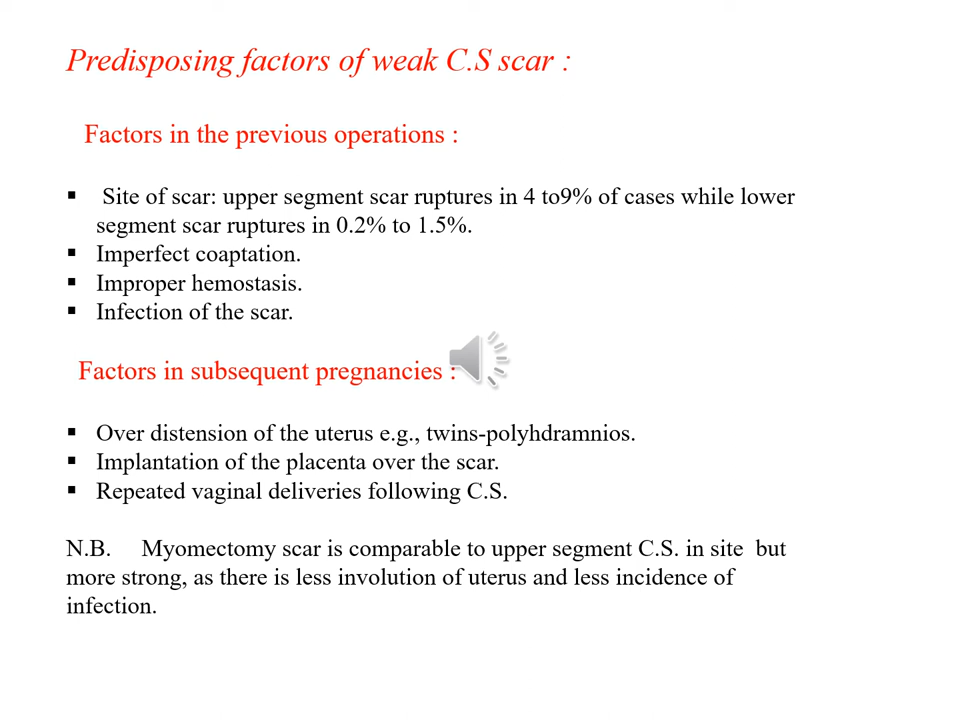 Predisposing factors of weak C.S scar :
Factors in the previous operations :
▪ Site of scar: upper segment scar ruptures in 4 to9% of cases while lower
segment scar ruptures in 0.2% to 1.5%.
▪ Imperfect coaptation.
▪ Improper hemostasis.
▪ Infection of the scar.
Factors in subsequent pregnancies :
▪ Over distension of the uterus e.g., twins-polyhdramnios.
▪ Implantation of the placenta over the scar.
▪ Repeated vaginal deliveries following C.S.
N.B. Myomectomy scar is comparable to upper segment C.S. in site but
more strong, as there is less involution of uterus and less incidence of
infection.